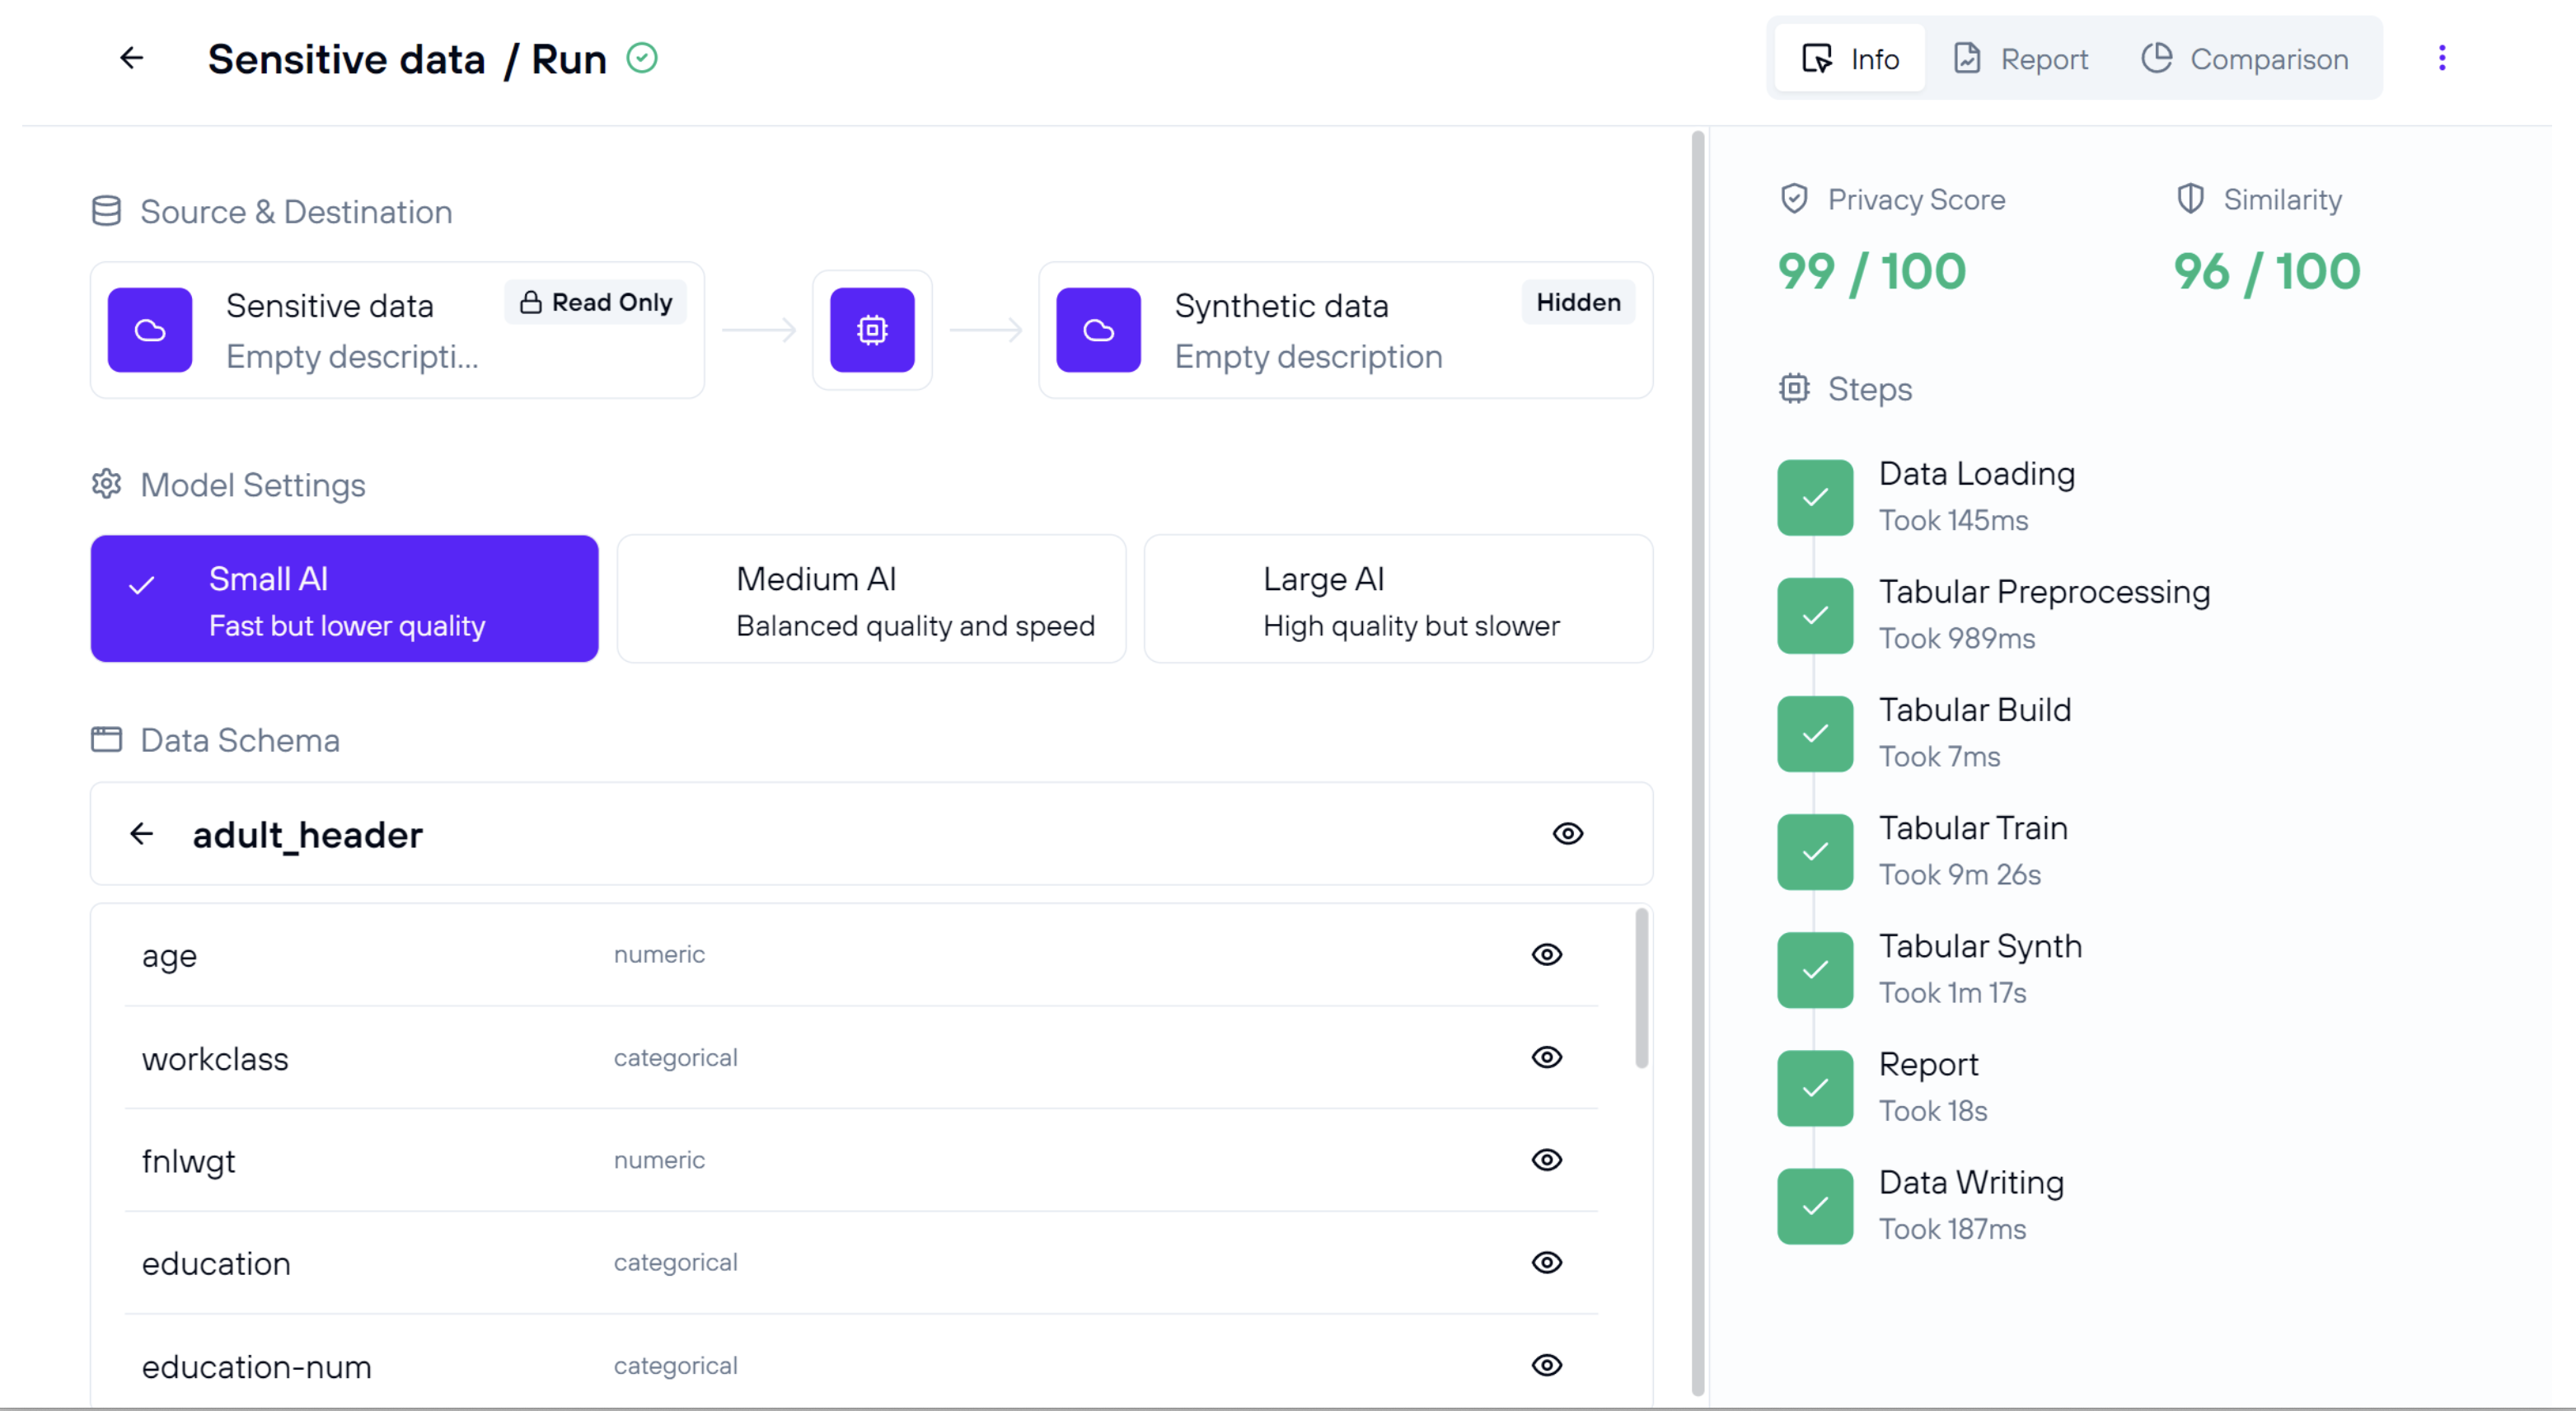 Sensitive data / Run
Info
Report
Comparison
Source & Destination
Sensitive data
Read Only
Empty descripti...
Synthetic data
Hidden
Empty description
Model Settings
Small AI
Fast but lower quality
Medium AI
Balanced quality and speed
Large AI
High quality but slower
Data Schema
adult_header
age numeric
workclass categorical
fnlwgt numeric
education categorical
education-num categorical
Privacy Score
99 / 100
Similarity
96 / 100
Steps
Data Loading
Took 145ms
Tabular Preprocessing
Took 989ms
Tabular Build
Took 7ms
Tabular Train
Took 9m 26s
Tabular Synth
Took 1m 17s
Report
Took 18s
Data Writing
Took 187ms